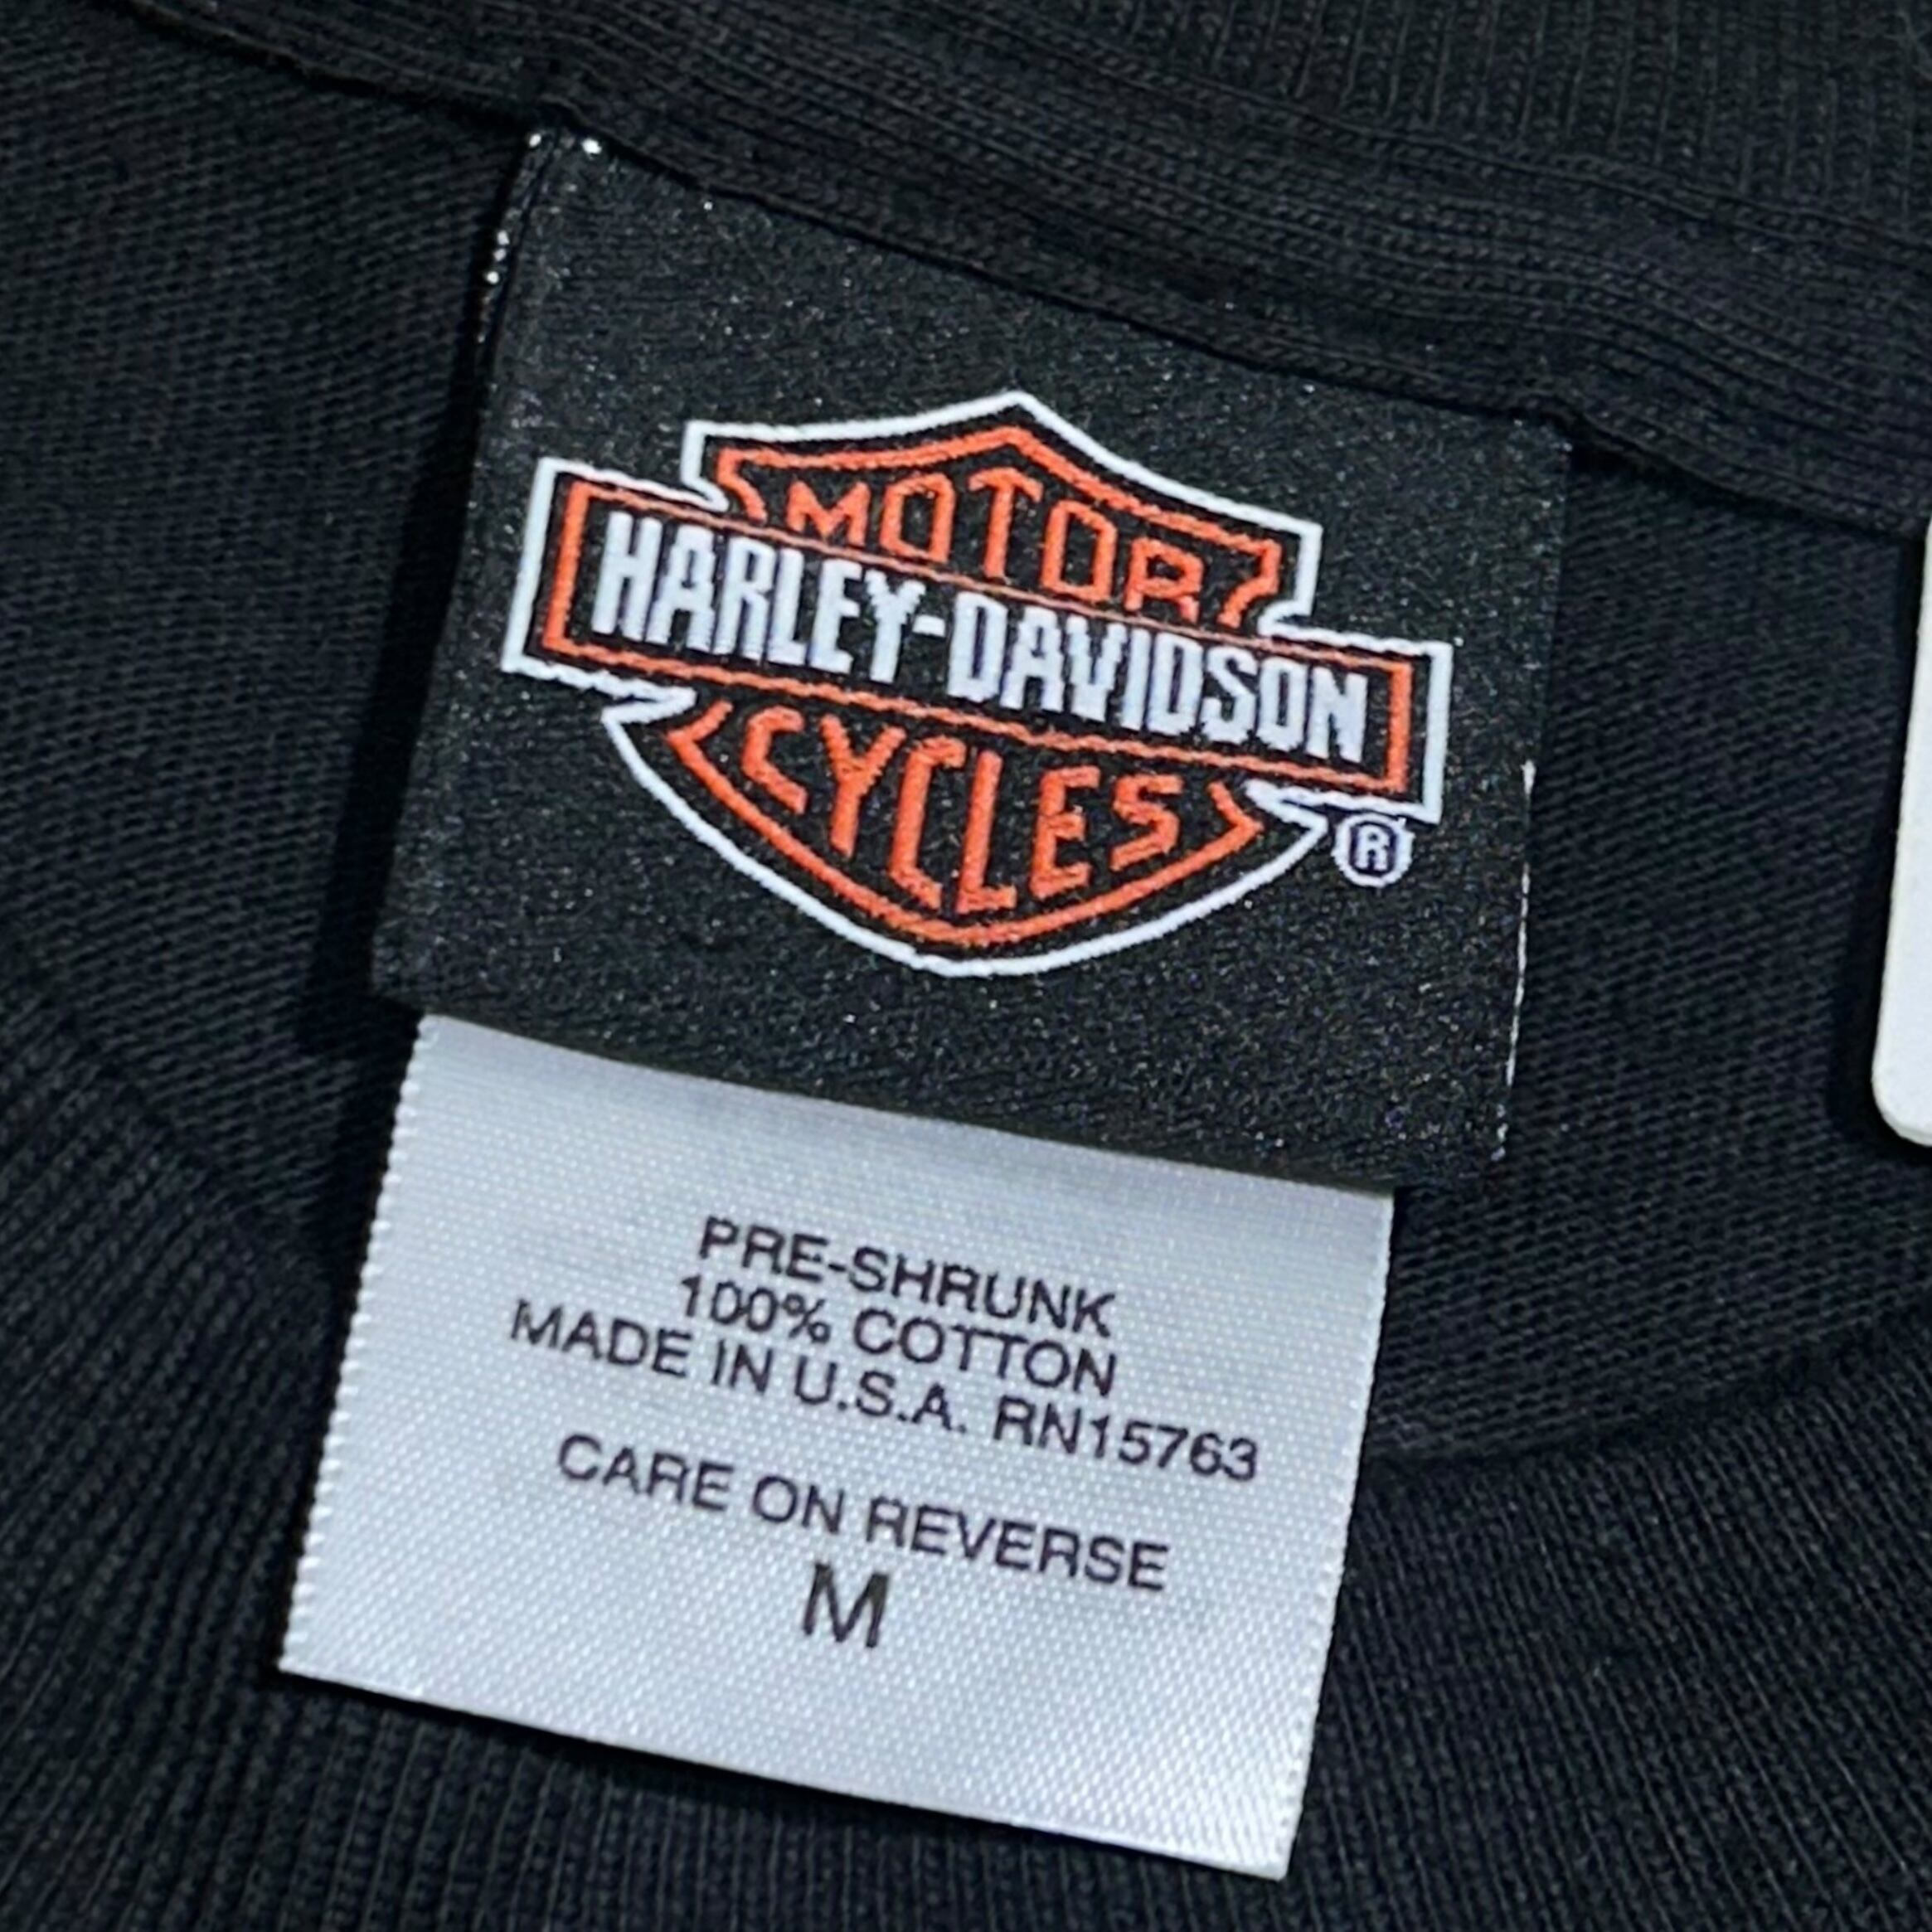 MOTOR
HARLEY-DAVIDSON
CYCLES
®
PRE-SHRUNK
100% COTTON
MADE IN U.S.A. RN15763
CARE ON REVERSE
M